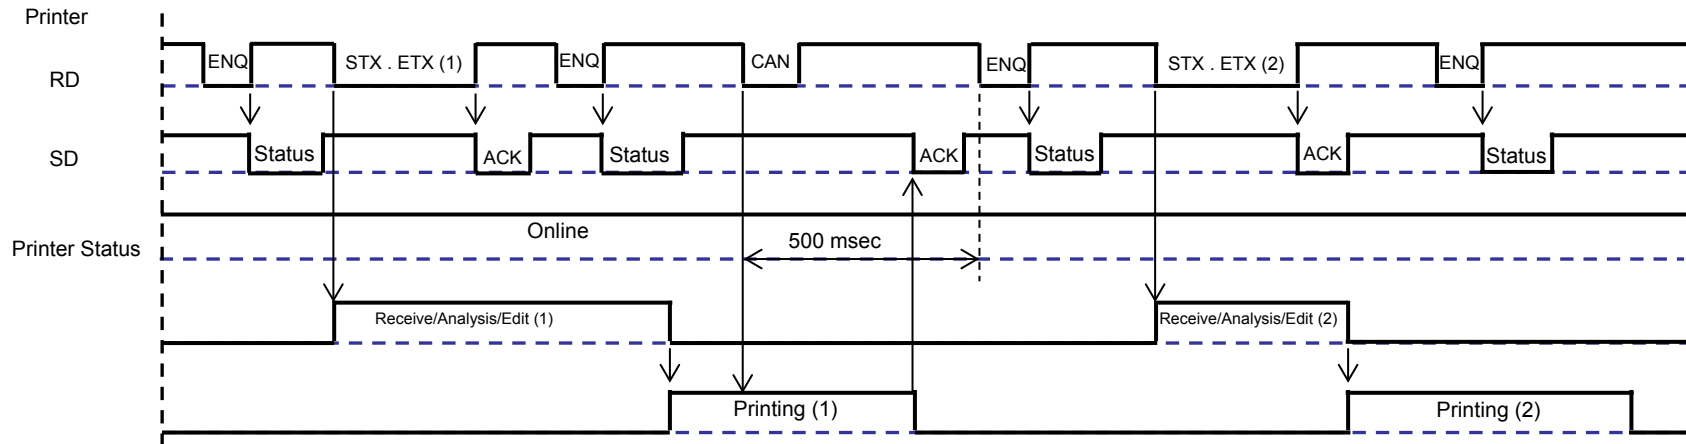 Printer
RD
ENQ
STX . ETX (1)
ENQ
CAN
ENQ
STX . ETX (2)
ENQ
SD
Status
ACK
Status
ACK
Status
ACK
Status
Online
Printer Status
500 msec
Receive/Analysis/Edit (1)
Receive/Analysis/Edit (2)
Printing (1)
Printing (2)